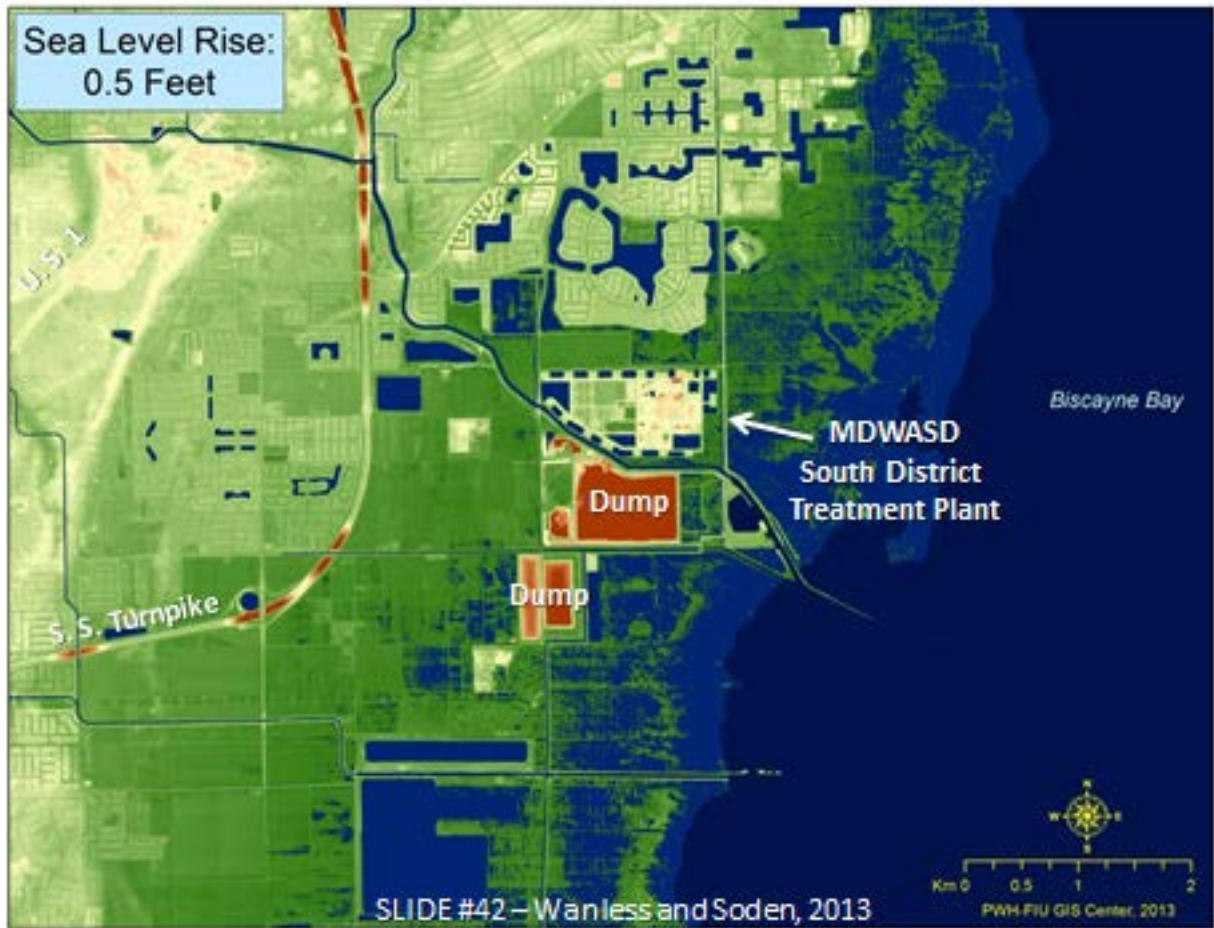 Sea Level Rise:
0.5 Feet
U. S. 1
Biscayne Bay
MDWASD
South District
Treatment Plant
Dump
Dump
S. S. Turnpike
N
W E
S
Km 0 0.5 1 2
PWH-FIU GIS Center, 2013
SLIDE #42 – Wanless and Soden, 2013